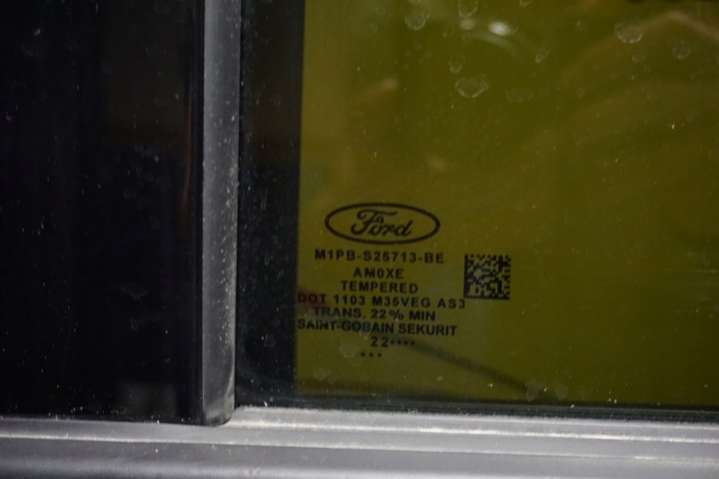 Ford
M1PB-S25713-BE
AM0XE
TEMPERED
DOT 1103 M35VEG AS3
TRANS. 22% MIN
SAINT-GOBAIN SEKURIT
22••••
•••